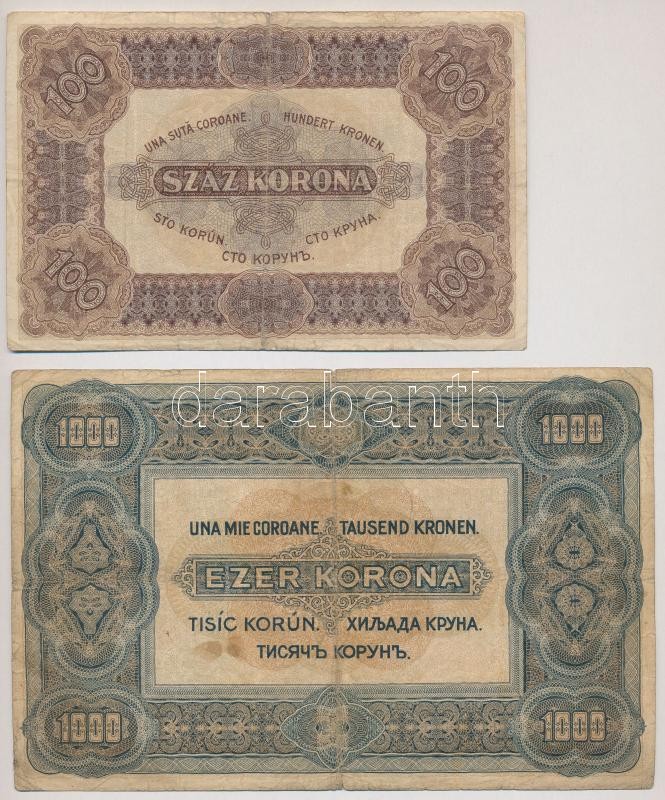 100 100
UNA SUTĂ COROANE. HUNDERT KRONEN.
SZÁZ KORONA
STO KORÚN. СТО КРУНА.
СТО КОРУНЪ.
100 100
darabanth
1000 1000
UNA MIE COROANE. TAUSEND KRONEN.
EZER KORONA
TISÍC KORÚN. ХИЉАДА КРУНА.
ТИСЯЧЪ КОРУНЪ.
1000 1000